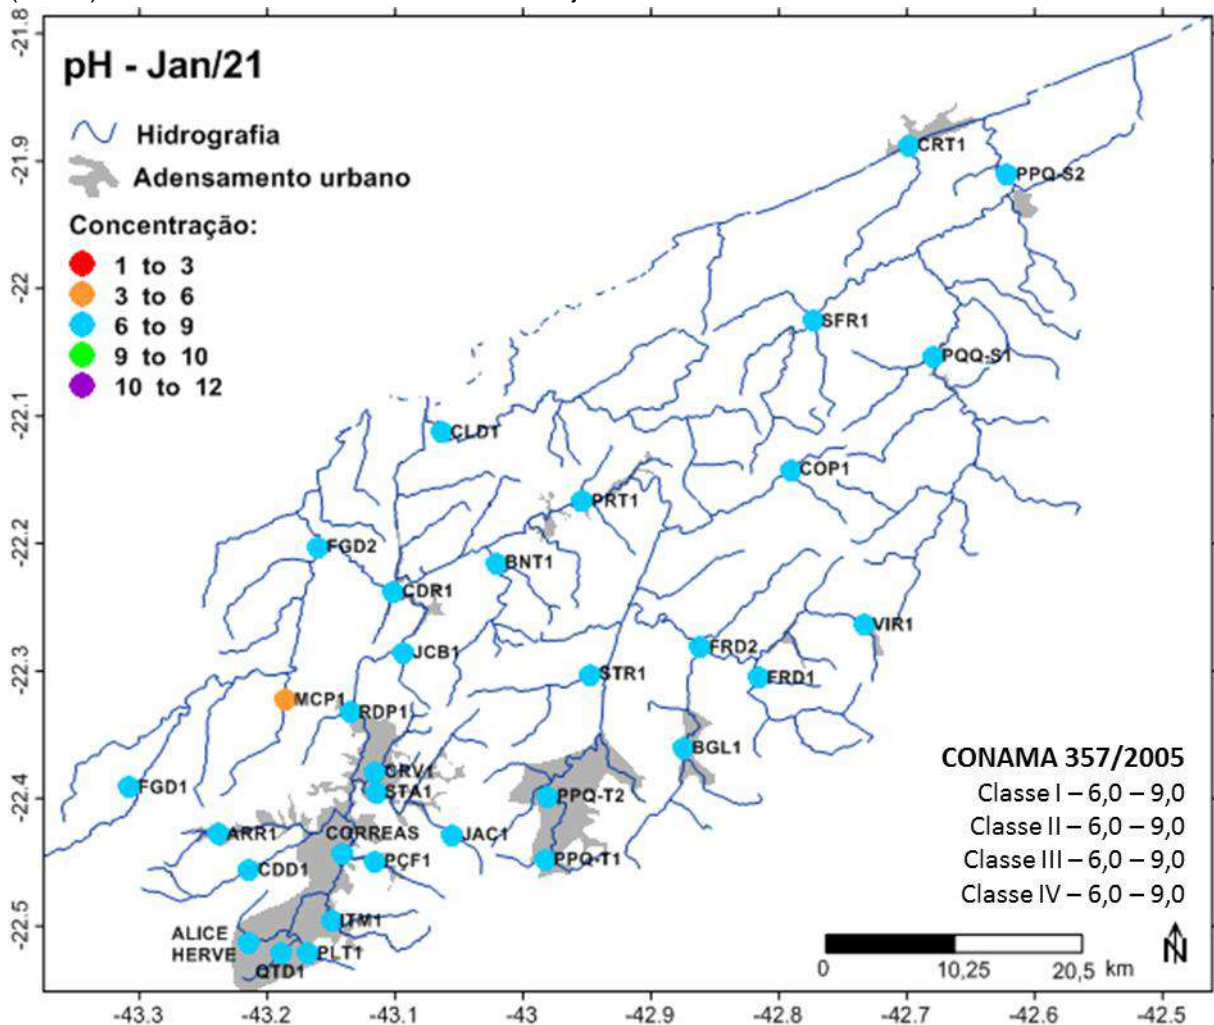 pH - Jan/21
Hidrografia
Adensamento urbano
Concentração:
1 to 3
3 to 6
6 to 9
9 to 10
10 to 12
CRT1
PPQ-S2
SFR1
PQQ-S1
CLD1
COP1
PRT1
FGD2
BNT1
CDR1
VIR1
JCB1
FRD2
STR1
FRD1
MCP1
RDP1
BGL1
CRV1
FGD1
STA1
PPQ-T2
ARR1
CORREAS
JAC1
CDD1
PÇF1
PPQ-T1
ITM1
ALICE
HERVE
PLT1
QTD1
CONAMA 357/2005
Classe I – 6,0 – 9,0
Classe II – 6,0 – 9,0
Classe III – 6,0 – 9,0
Classe IV – 6,0 – 9,0
N
0 10,25 20,5 km
-21.8
-21.9
-22
-22.1
-22.2
-22.3
-22.4
-22.5
-43.3 -43.2 -43.1 -43 -42.9 -42.8 -42.7 -42.6 -42.5